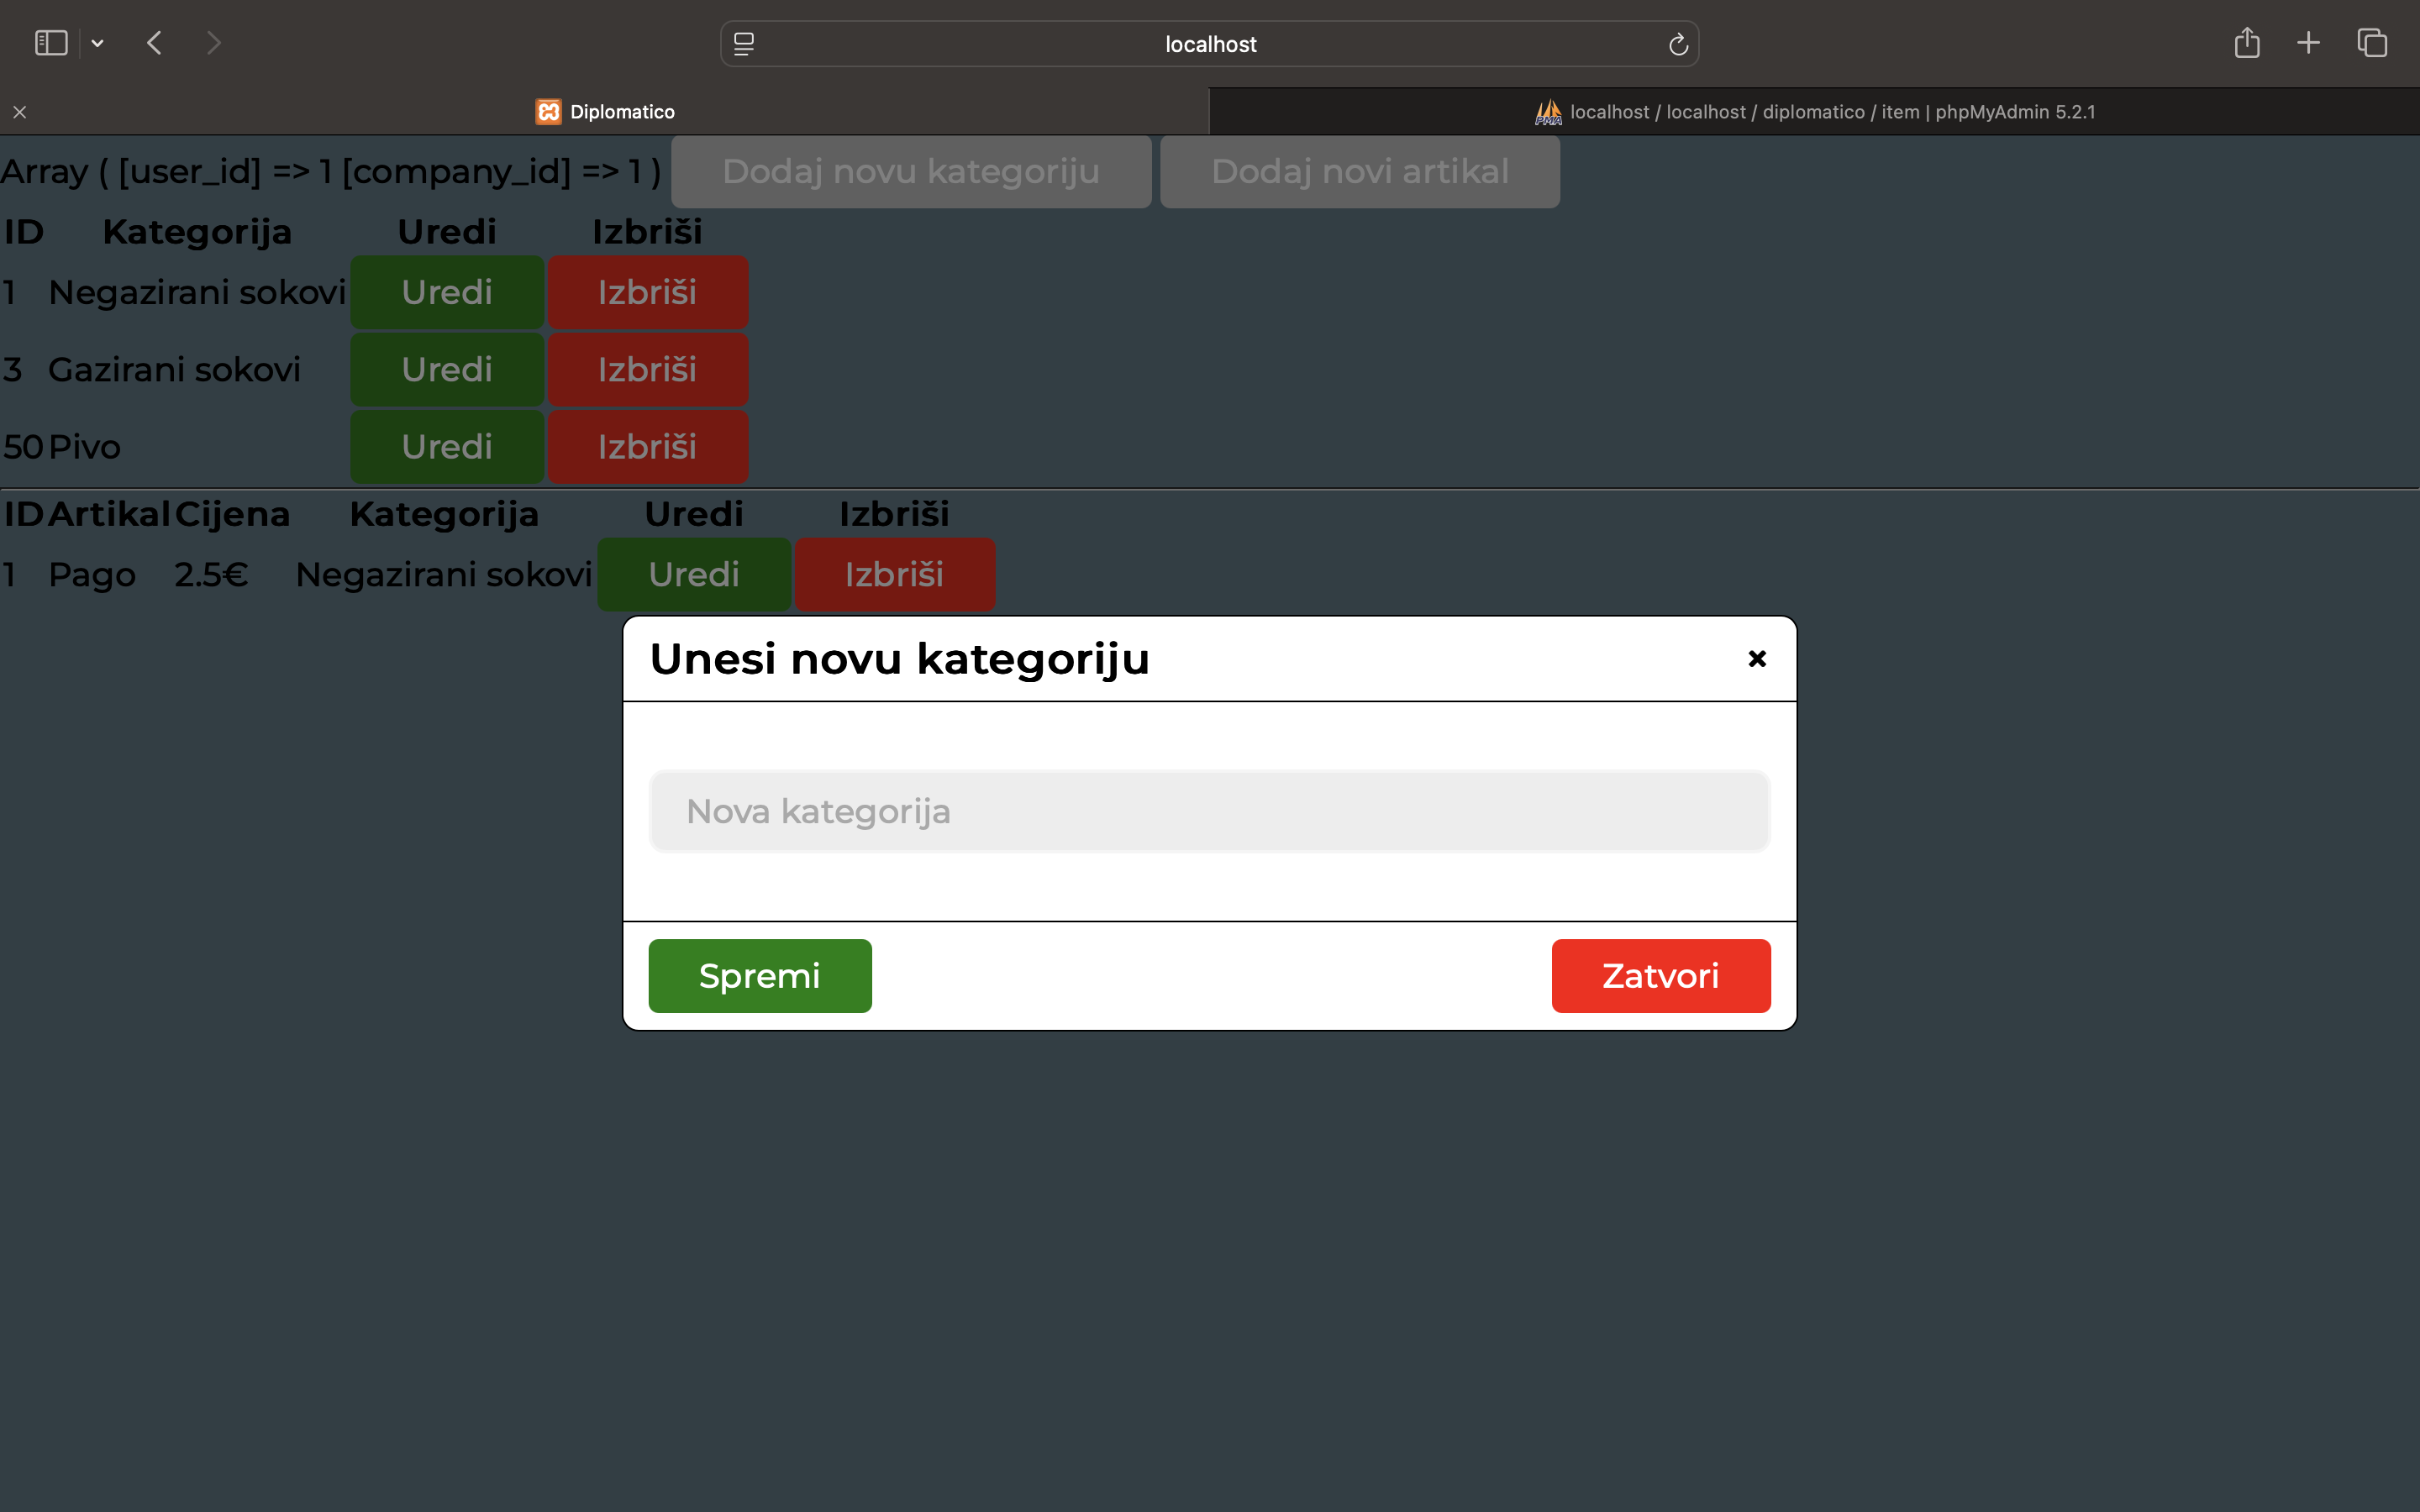 localhost
Diplomatico
localhost / localhost / diplomatico / item | phpMyAdmin 5.2.1
Array ( [user_id] => 1 [company_id] => 1 ) Dodaj novu kategoriju Dodaj novi artikal
ID Kategorija Uredi Izbriši
1 Negazirani sokovi Uredi Izbriši
3 Gazirani sokovi Uredi Izbriši
50 Pivo Uredi Izbriši
ID Artikal Cijena Kategorija Uredi Izbriši
1 Pago 2.5€ Negazirani sokovi Uredi Izbriši
Unesi novu kategoriju
Nova kategorija
Spremi Zatvori